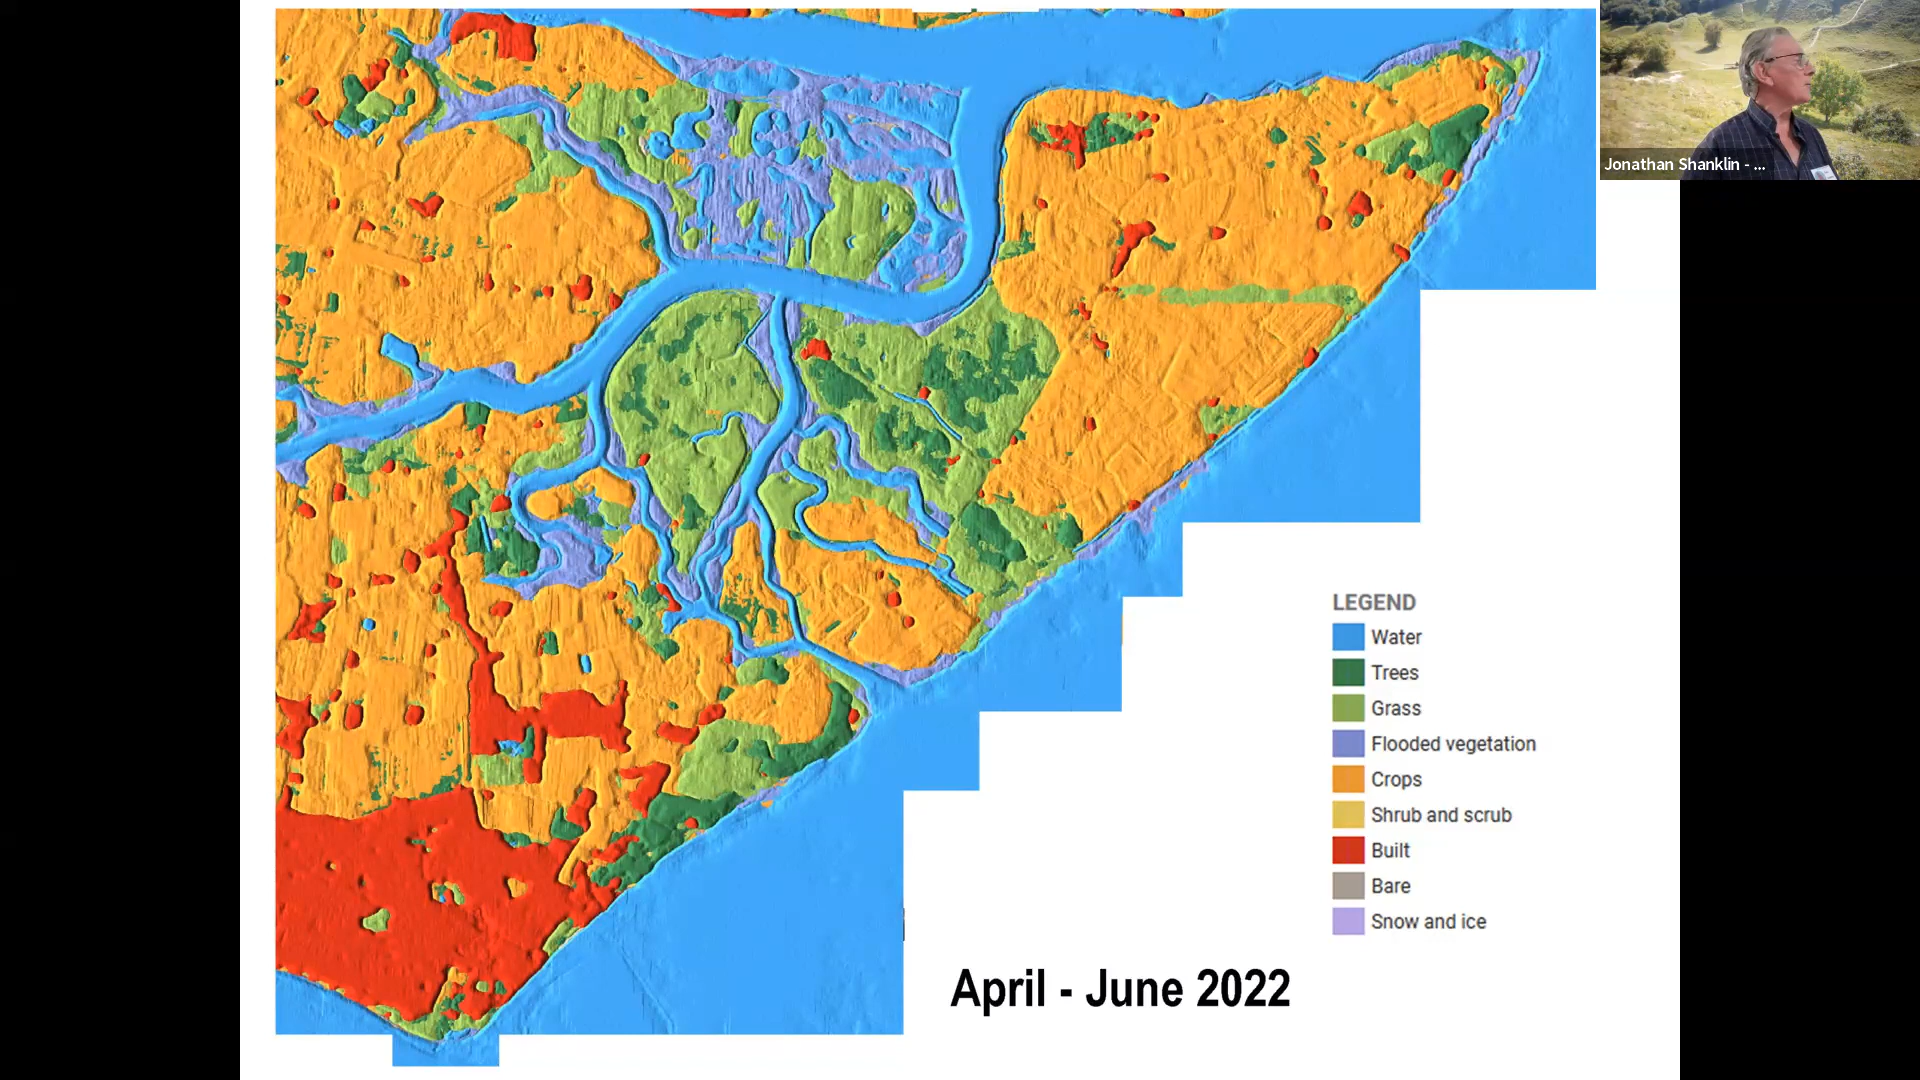 Jonathan Shanklin - ...
LEGEND
Water
Trees
Grass
Flooded vegetation
Crops
Shrub and scrub
Built
Bare
Snow and ice
April - June 2022